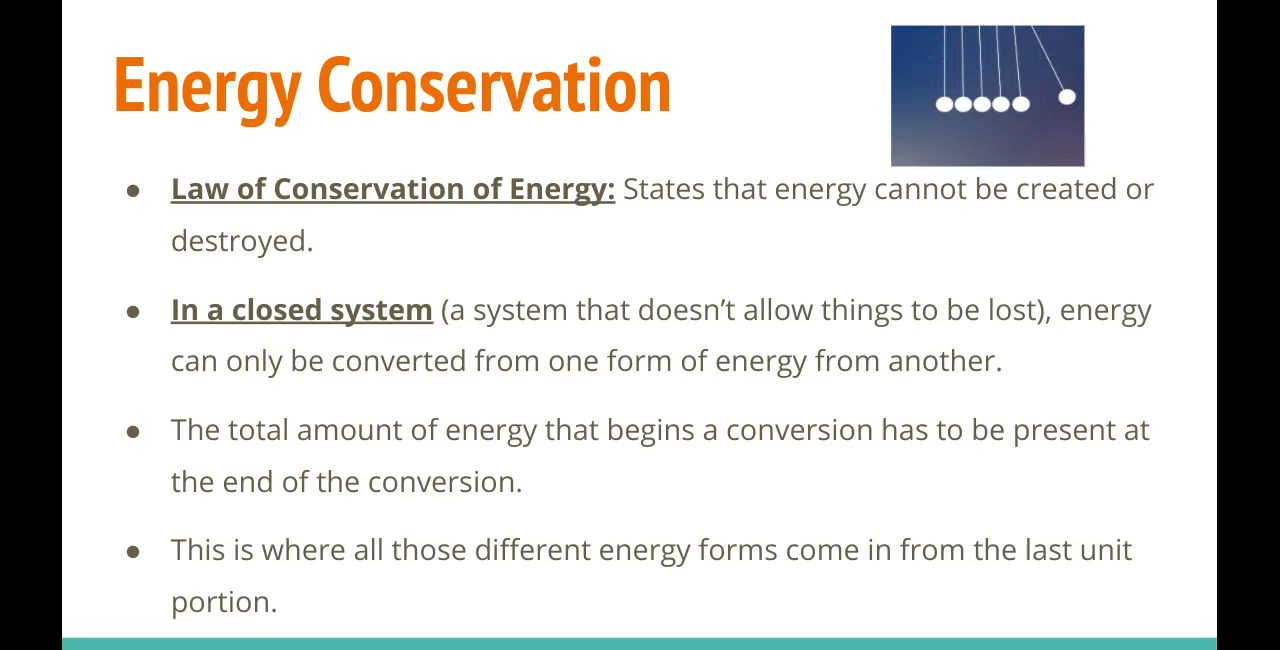 Energy Conservation
● Law of Conservation of Energy: States that energy cannot be created or
destroyed.
● In a closed system (a system that doesn’t allow things to be lost), energy
can only be converted from one form of energy from another.
● The total amount of energy that begins a conversion has to be present at
the end of the conversion.
● This is where all those different energy forms come in from the last unit
portion.